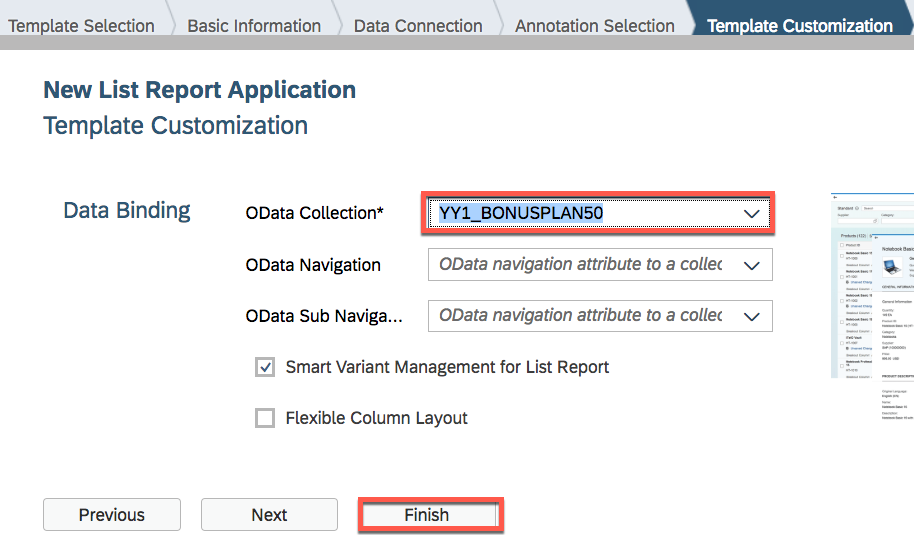 Template Selection
Basic Information
Data Connection
Annotation Selection
Template Customization
New List Report Application
Template Customization
Data Binding
OData Collection*
YY1_BONUSPLAN50
OData Navigation
OData navigation attribute to a collec
OData Sub Naviga...
OData navigation attribute to a collec
Smart Variant Management for List Report
Flexible Column Layout
Previous
Next
Finish